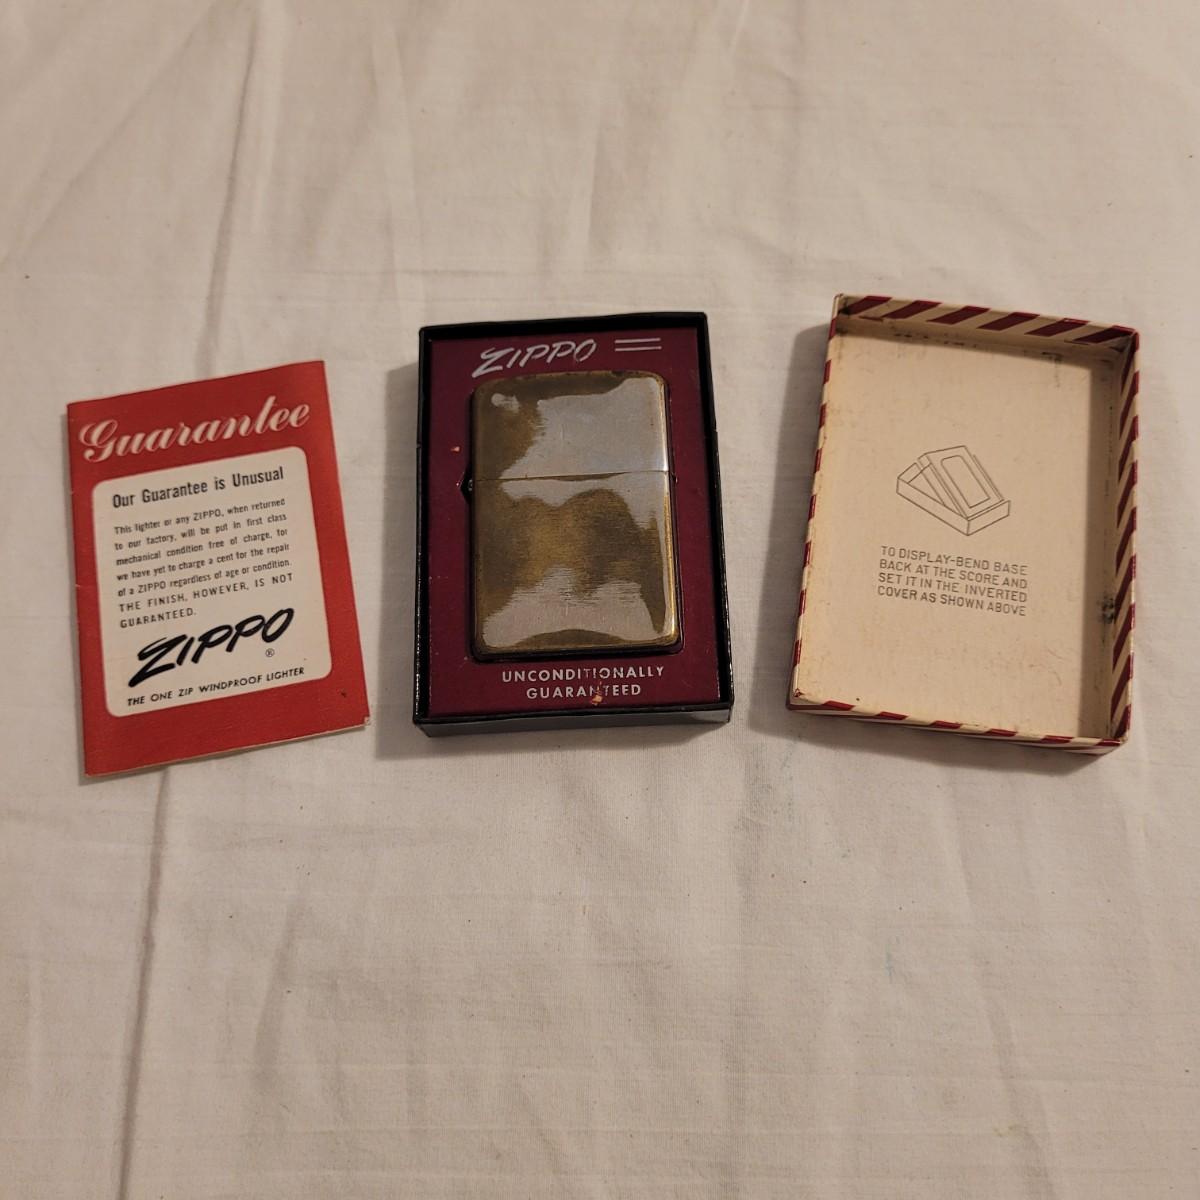 Guarantee
Our Guarantee is Unusual
This lighter or any ZIPPO, when returned
to our factory, will be put in first class
mechanical condition free of charge, for
we have yet to charge a cent for the repair
of a ZIPPO regardless of age or condition.
THE FINISH, HOWEVER, IS NOT
GUARANTEED.
ZIPPO
®
THE ONE ZIP WINDPROOF LIGHTER
ZIPPO
UNCONDITIONALLY
GUARANTEED
TO DISPLAY-BEND BASE
BACK AT THE SCORE AND
SET IT IN THE INVERTED
COVER AS SHOWN ABOVE